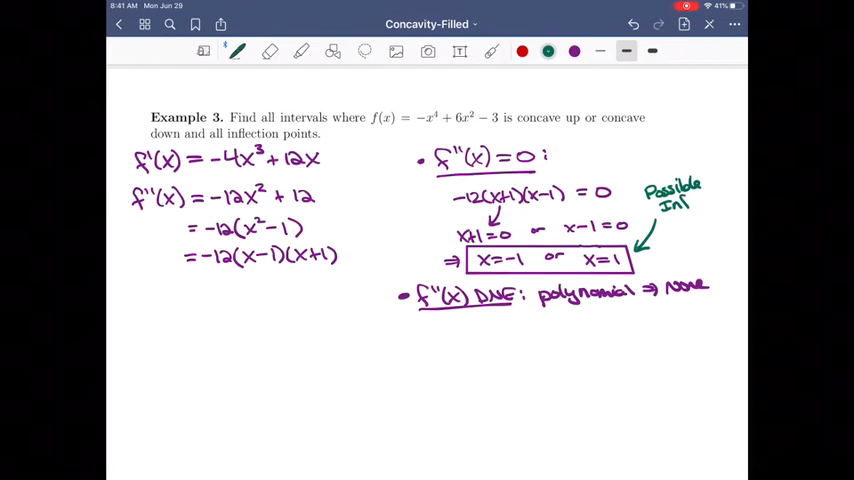 8:41 AM Mon Jun 29
41%
Concavity-Filled
T
Example 3. Find all intervals where f(x) = −x⁴ + 6x² − 3 is concave up or concave
down and all inflection points.
f'(x) = -4x³ + 12x
f''(x) = -12x² + 12
= -12(x² - 1)
= -12(x-1)(x+1)
• f''(x) = 0:
-12(x+1)(x-1) = 0
x+1=0 or x-1=0
⇒ x=-1 or x=1
Possible
Inf
• f''(x) DNE: polynomial ⇒ none